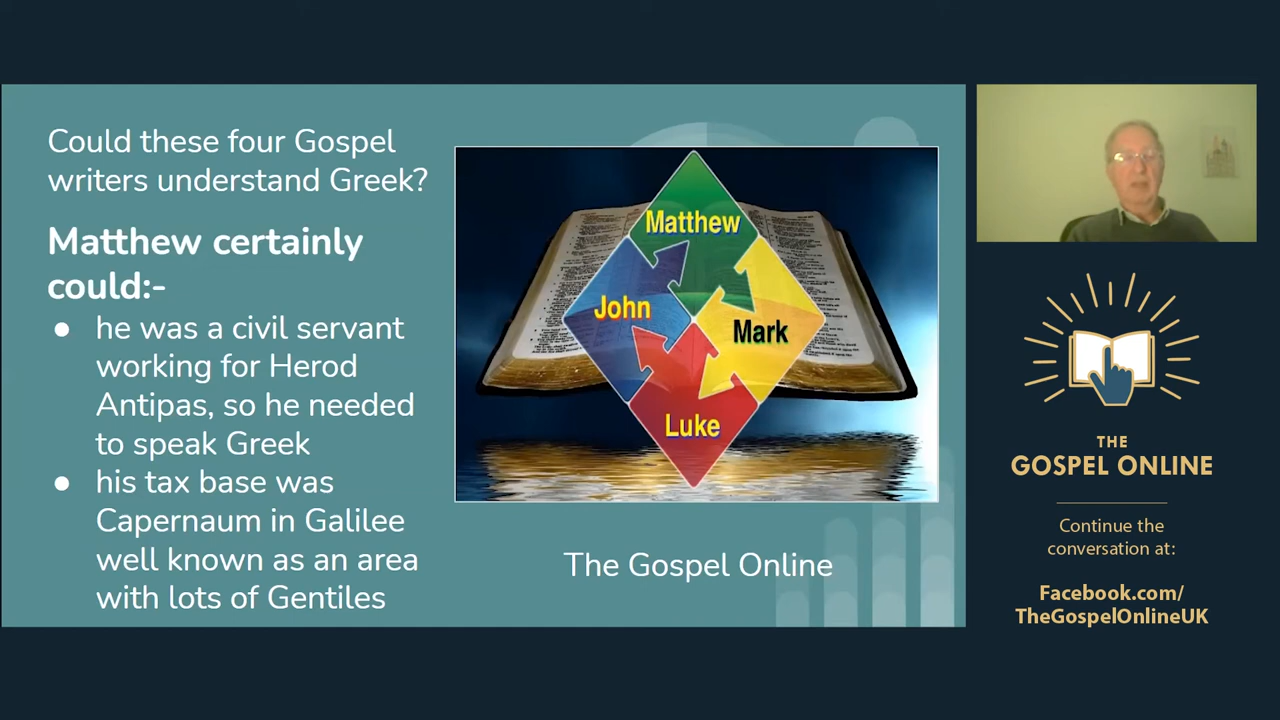 Could these four Gospel
writers understand Greek?
Matthew certainly
could:-
● he was a civil servant
working for Herod
Antipas, so he needed
to speak Greek
● his tax base was
Capernaum in Galilee
well known as an area
with lots of Gentiles
Matthew
John
Mark
Luke
The Gospel Online
THE
GOSPEL ONLINE
Continue the
conversation at:
Facebook.com/
TheGospelOnlineUK